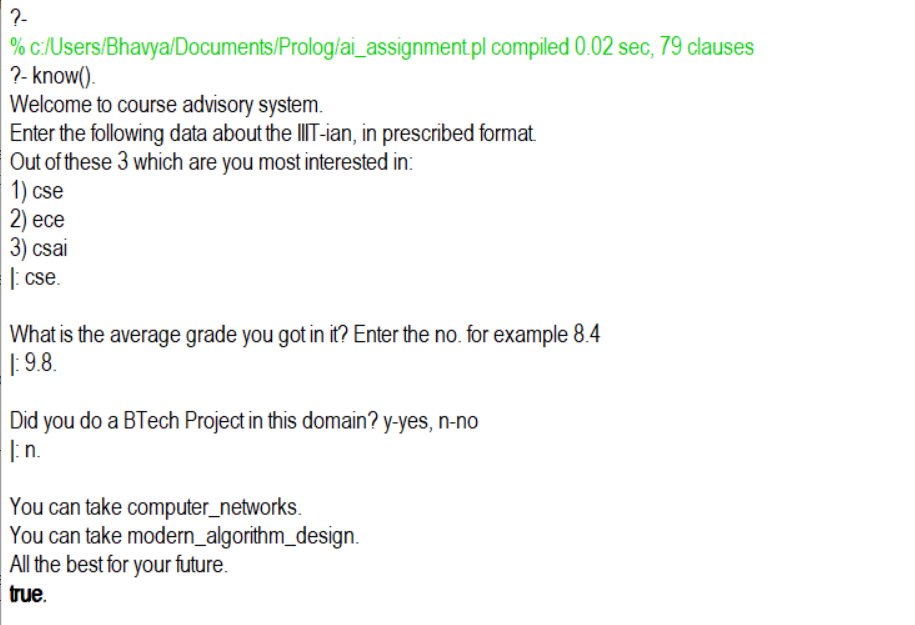 ?-
% c:/Users/Bhavya/Documents/Prolog/ai_assignment.pl compiled 0.02 sec, 79 clauses
?- know().
Welcome to course advisory system.
Enter the following data about the IIIT-ian, in prescribed format.
Out of these 3 which are you most interested in:
1) cse
2) ece
3) csai
|: cse.
What is the average grade you got in it? Enter the no. for example 8.4
|: 9.8.
Did you do a BTech Project in this domain? y-yes, n-no
|: n.
You can take computer_networks.
You can take modern_algorithm_design.
All the best for your future.
true.